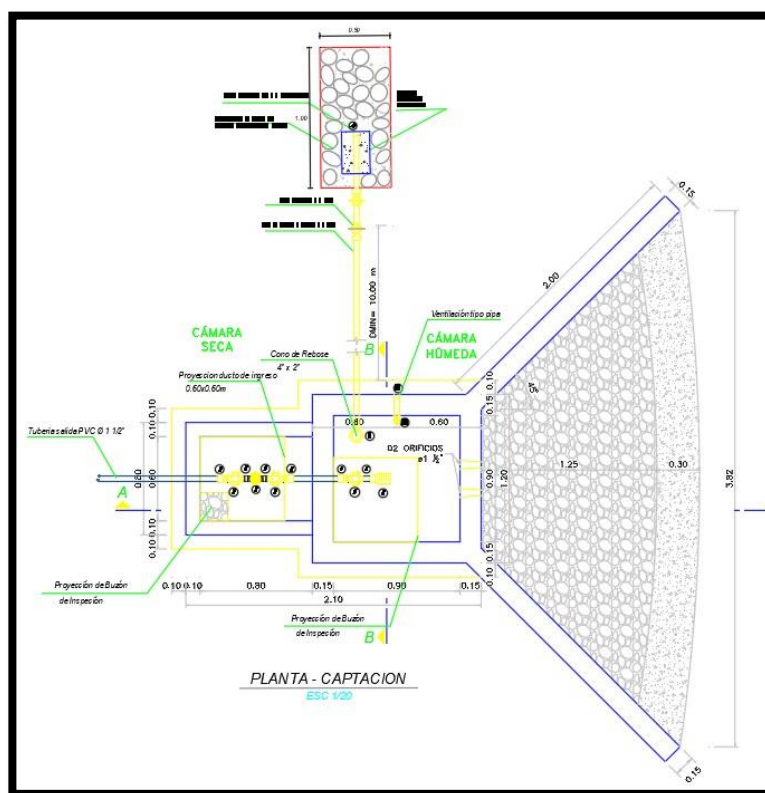 0.50
1.00
0.15
2.00
DMIN= 10.00 m
Ventilación tipo pipa
CÁMARA
SECA
B
CÁMARA
HÚMEDA
Cono de Rebose
4" x 2"
Proyeccion ducto de ingreso
0.60x0.60m
45°
0.10
0.15
0.10
0.10
0.60
0.60
Tuberia salida PVC Ø 1 1/2"
02 ORIFICIOS
ø1 ½"
0.80
0.60
0.90
1.20
1.25
0.30
3.82
A
0.10
0.10
0.15
0.10
Proyección de Buzón
de Inspeción
0.10
0.10
0.80
0.15
0.90
0.15
2.10
Proyección de Buzón
de Inspeción
B
PLANTA - CAPTACION
ESC 1/20
0.15